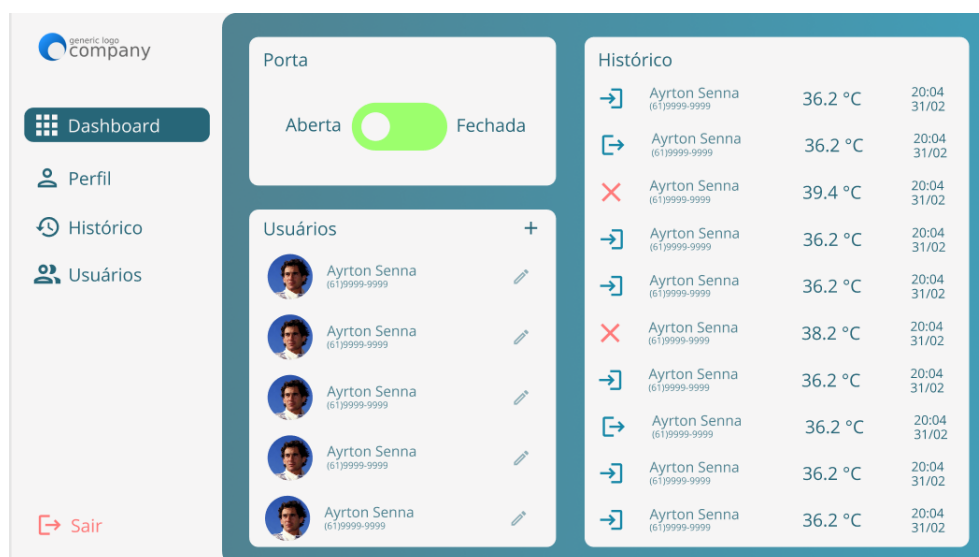 generic logo
company
Dashboard
Perfil
Histórico
Usuários
Sair
Porta
Aberta Fechada
Usuários +
Ayrton Senna
(61)9999-9999
Ayrton Senna
(61)9999-9999
Ayrton Senna
(61)9999-9999
Ayrton Senna
(61)9999-9999
Ayrton Senna
(61)9999-9999
Histórico
Ayrton Senna 36.2 °C 20:04
(61)9999-9999 31/02
Ayrton Senna 36.2 °C 20:04
(61)9999-9999 31/02
Ayrton Senna 39.4 °C 20:04
(61)9999-9999 31/02
Ayrton Senna 36.2 °C 20:04
(61)9999-9999 31/02
Ayrton Senna 36.2 °C 20:04
(61)9999-9999 31/02
Ayrton Senna 38.2 °C 20:04
(61)9999-9999 31/02
Ayrton Senna 36.2 °C 20:04
(61)9999-9999 31/02
Ayrton Senna 36.2 °C 20:04
(61)9999-9999 31/02
Ayrton Senna 36.2 °C 20:04
(61)9999-9999 31/02
Ayrton Senna 36.2 °C 20:04
(61)9999-9999 31/02